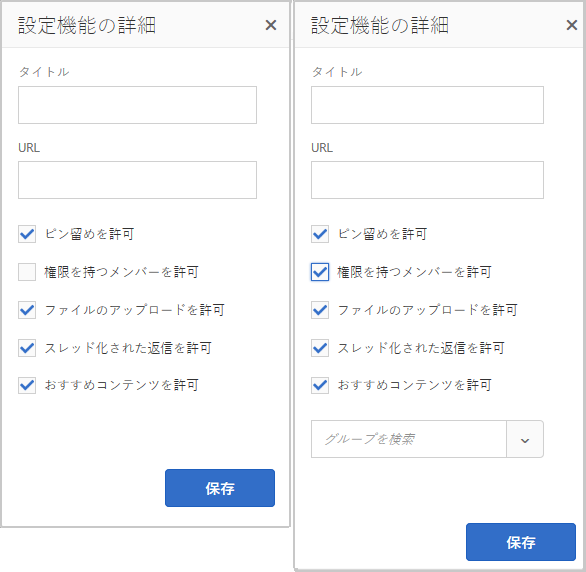 設定機能の詳細
タイトル
URL
ピン留めを許可
権限を持つメンバーを許可
ファイルのアップロードを許可
スレッド化された返信を許可
おすすめコンテンツを許可
保存
設定機能の詳細
タイトル
URL
ピン留めを許可
権限を持つメンバーを許可
ファイルのアップロードを許可
スレッド化された返信を許可
おすすめコンテンツを許可
グループを検索
保存